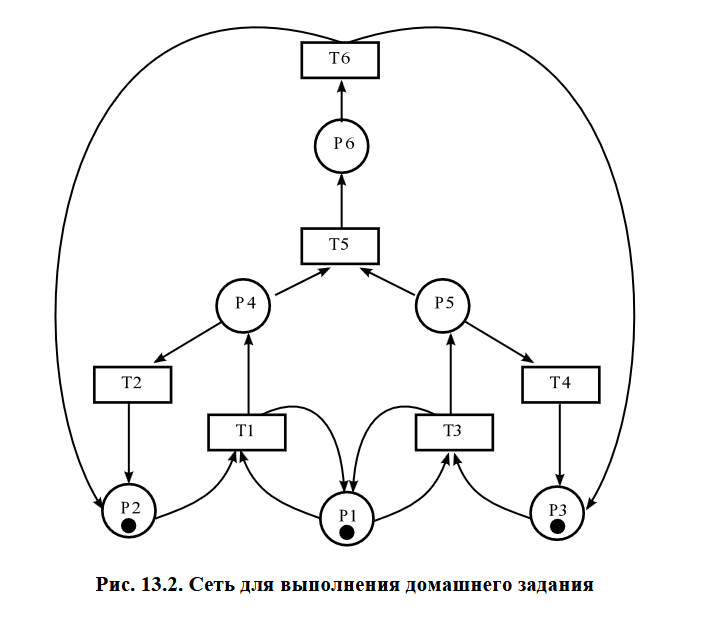 T6
P6
T5
P4
P5
T2
T4
T1
T3
P2
P1
P3
Рис. 13.2. Сеть для выполнения домашнего задания